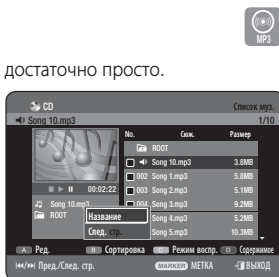 MP3
достаточно просто.
CD Список муз.
Song 10.mp3 1/10
No. Сюж. Размер
ROOT
Song 10.mp3 3.8MB
002 Song 1.mp3 5.8MB
003 Song 2.mp3 5.1MB
004 Song 3.mp3 9.2MB
Song 4.mp3 5.2MB
Song 5.mp3 10.3MB
00:02:22
Song 10.mp3
ROOT
Название
След. стр.
A Ред. B Сортировка C Режим воспр. D Содержимое
Пред./След. стр. MARKER МЕТКА ВЫХОД